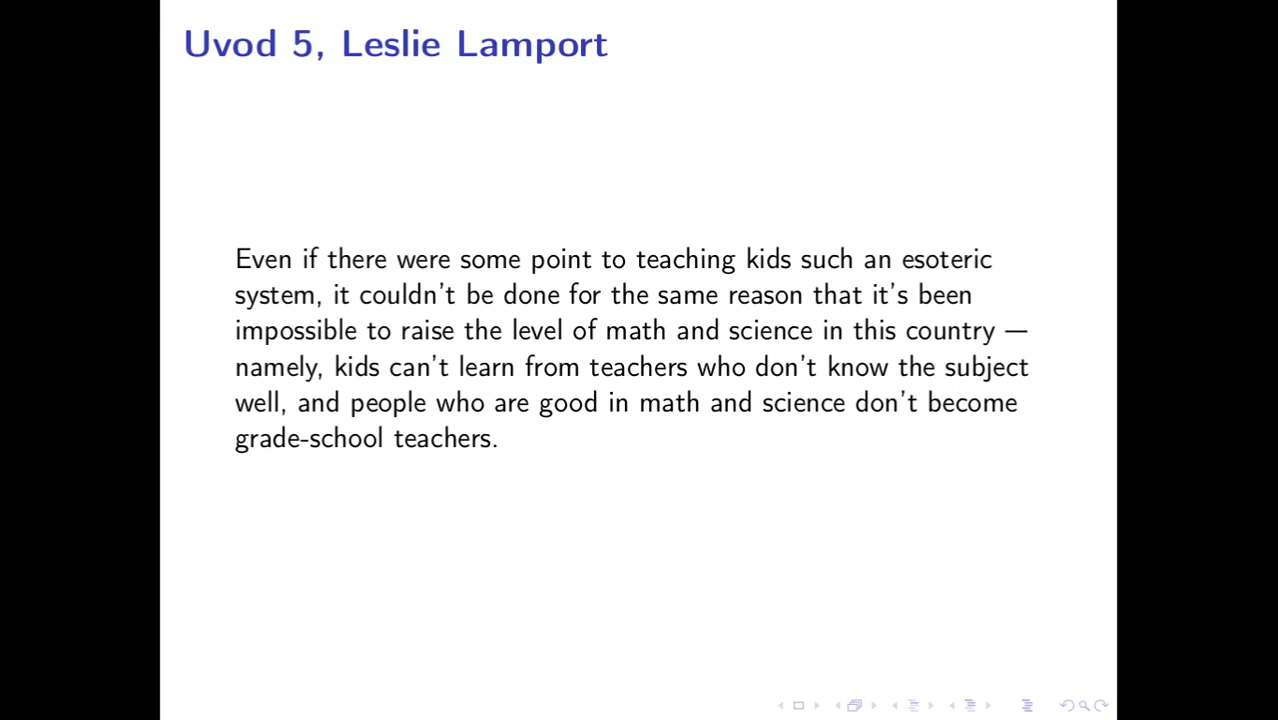 Uvod 5, Leslie Lamport
Even if there were some point to teaching kids such an esoteric
system, it couldn't be done for the same reason that it's been
impossible to raise the level of math and science in this country —
namely, kids can't learn from teachers who don't know the subject
well, and people who are good in math and science don't become
grade-school teachers.